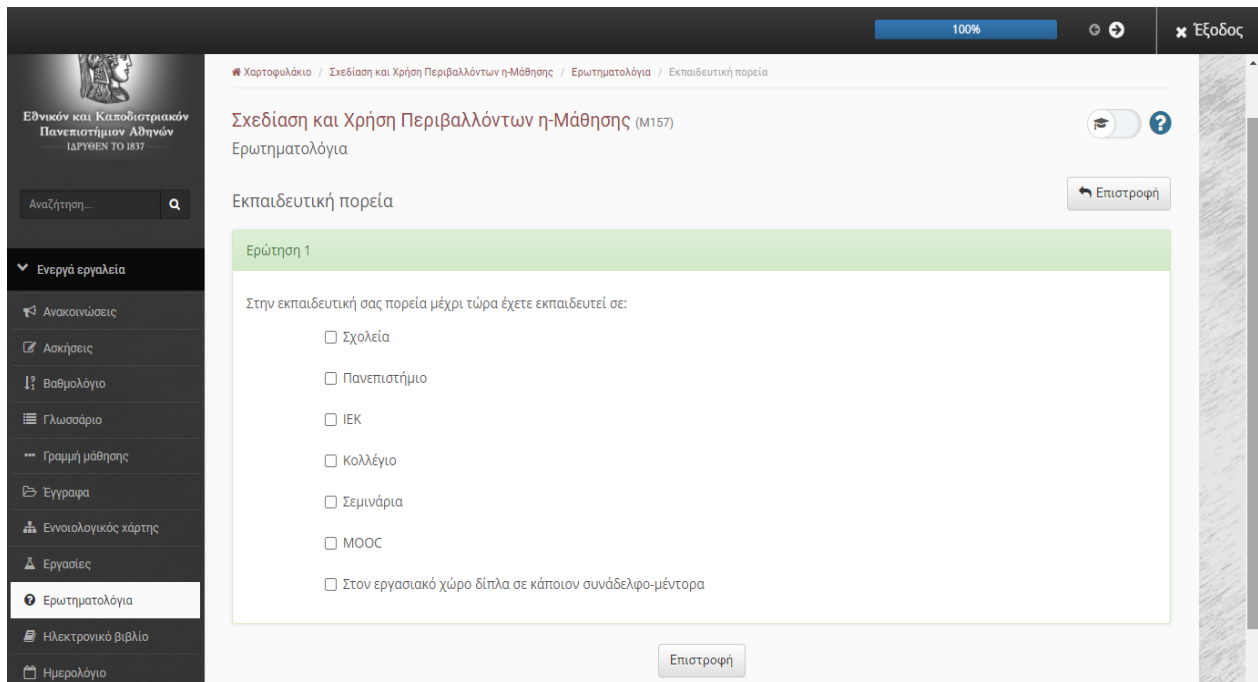 100%
Έξοδος
Εθνικόν και Καποδιστριακόν
Πανεπιστήμιον Αθηνών
ΙΔΡΥΘΕΝ ΤΟ 1837
Αναζήτηση...
Ενεργά εργαλεία
Ανακοινώσεις
Ασκήσεις
Βαθμολόγιο
Γλωσσάριο
Γραμμή μάθησης
Έγγραφα
Εννοιολογικός χάρτης
Εργασίες
Ερωτηματολόγια
Ηλεκτρονικό βιβλίο
Ημερολόγιο
Χαρτοφυλάκιο / Σχεδίαση και Χρήση Περιβαλλόντων η-Μάθησης / Ερωτηματολόγια / Εκπαιδευτική πορεία
Σχεδίαση και Χρήση Περιβαλλόντων η-Μάθησης (M157)
Ερωτηματολόγια
Εκπαιδευτική πορεία
Επιστροφή
Ερώτηση 1
Στην εκπαιδευτική σας πορεία μέχρι τώρα έχετε εκπαιδευτεί σε:
Σχολεία
Πανεπιστήμιο
ΙΕΚ
Κολλέγιο
Σεμινάρια
MOOC
Στον εργασιακό χώρο δίπλα σε κάποιον συνάδελφο-μέντορα
Επιστροφή